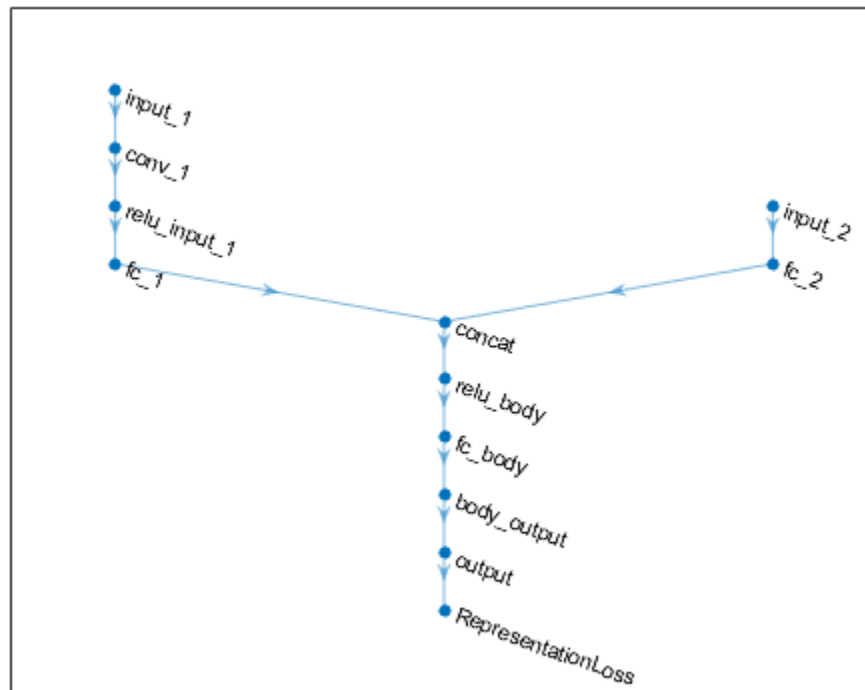 input_1
conv_1
relu_input_1
fc_1
input_2
fc_2
concat
relu_body
fc_body
body_output
output
RepresentationLoss